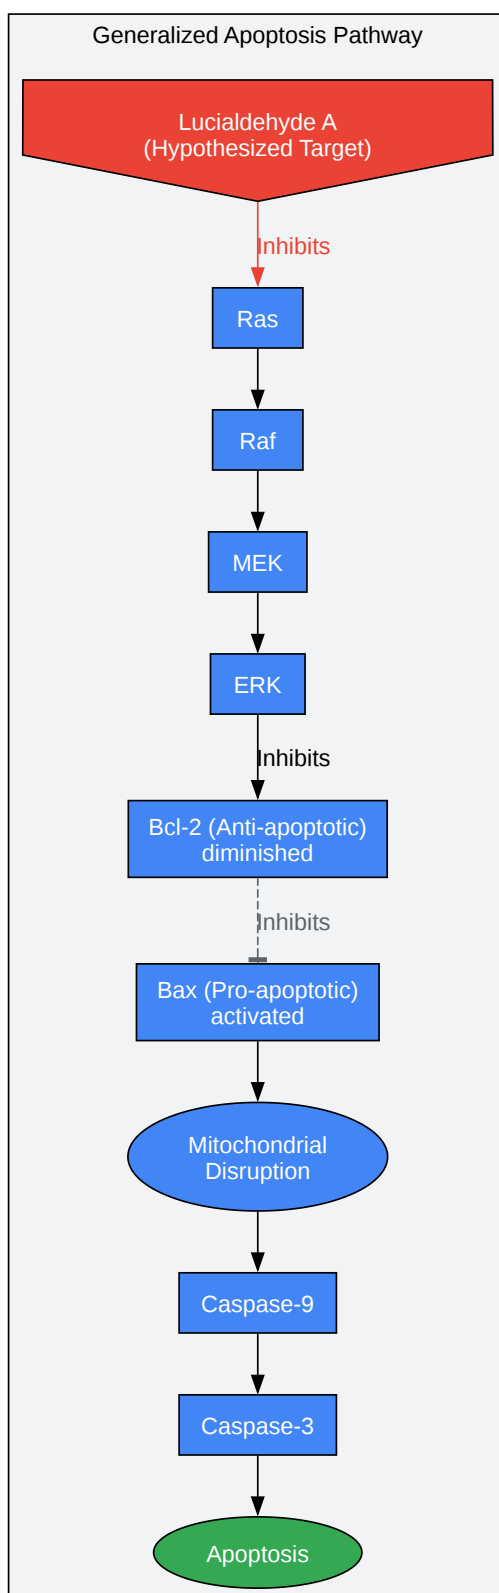 Generalized Apoptosis Pathway
Lucialdehyde A
(Hypothesized Target)
Inhibits
Ras
Raf
MEK
ERK
Inhibits
Bcl-2 (Anti-apoptotic)
diminished
Inhibits
Bax (Pro-apoptotic)
activated
Mitochondrial
Disruption
Caspase-9
Caspase-3
Apoptosis